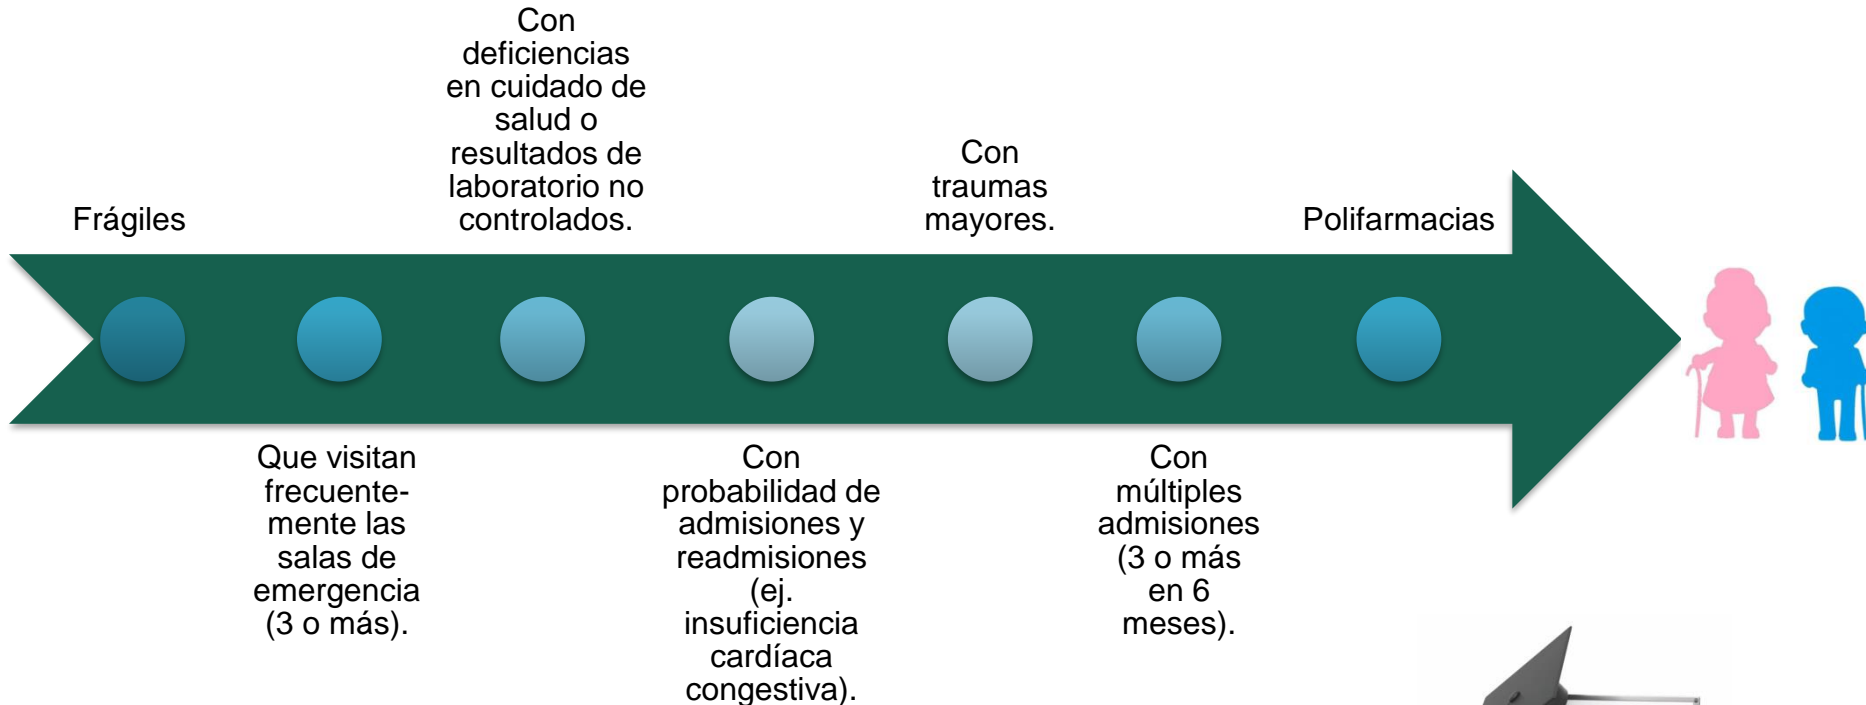 Frágiles
Que visitan
frecuente-
mente las
salas de
emergencia
(3 o más).
Con
deficiencias
en cuidado de
salud o
resultados de
laboratorio no
controlados.
Con
probabilidad de
admisiones y
readmisiones
(ej.
insuficiencia
cardíaca
congestiva).
Con
traumas
mayores.
Con
múltiples
admisiones
(3 o más
en 6
meses).
Polifarmacias